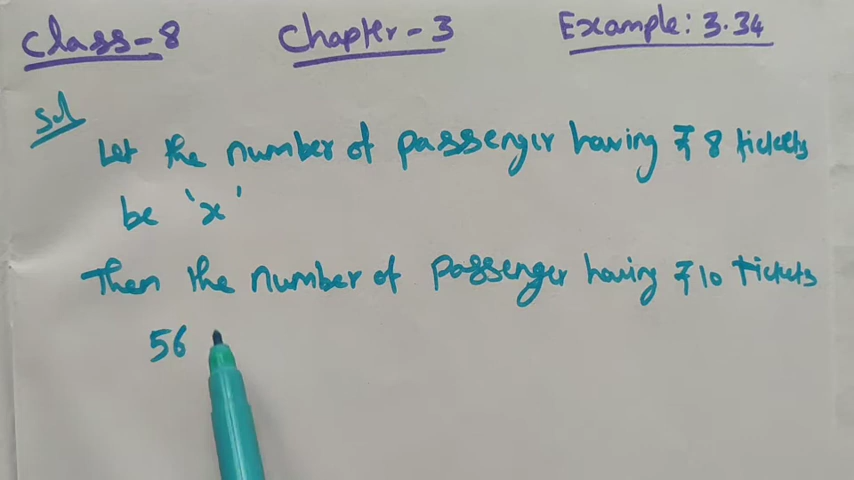 Class-8 Chapter-3 Example: 3.34
Sol
Let the number of passenger having ₹ 8 tickets
be 'x'
Then the number of passenger having ₹ 10 tickets
56